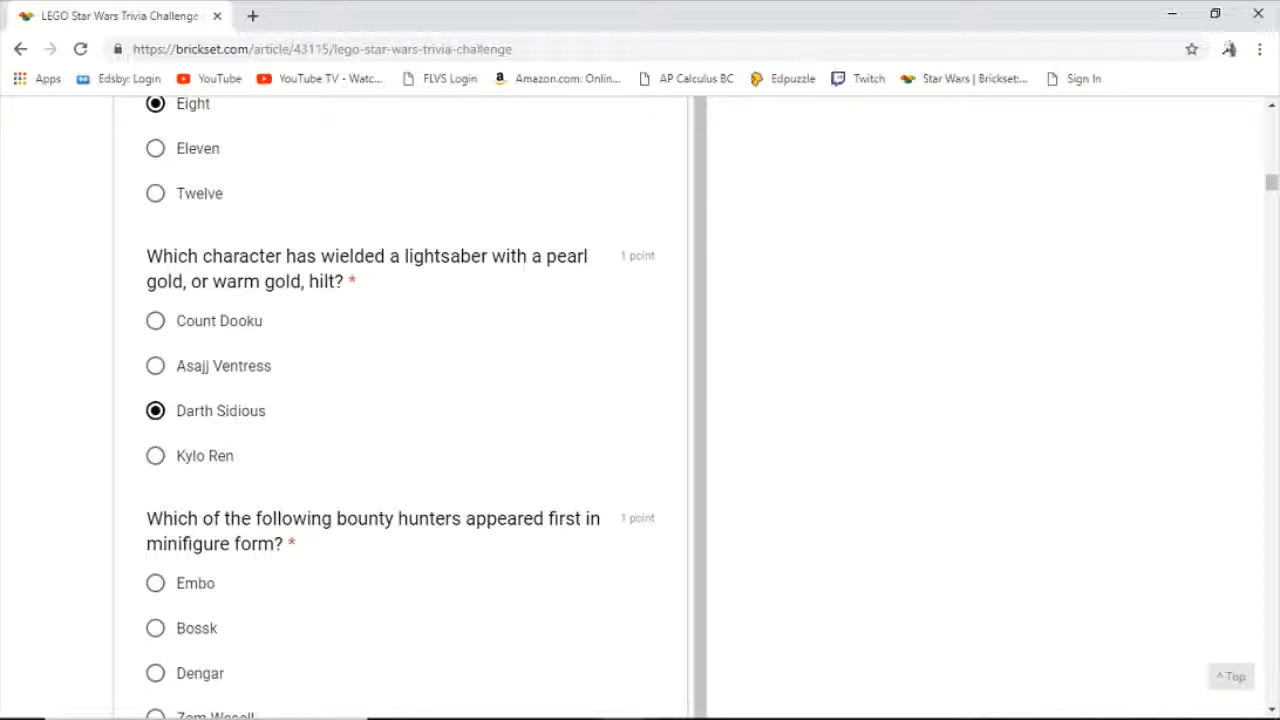 LEGO Star Wars Trivia Challenge
https://brickset.com/article/43115/lego-star-wars-trivia-challenge
Apps Edsby: Login YouTube YouTube TV - Watc... FLVS Login Amazon.com: Onlin... AP Calculus BC Edpuzzle Twitch Star Wars | Brickset:... Sign In
Eight
Eleven
Twelve
Which character has wielded a lightsaber with a pearl
gold, or warm gold, hilt? *
1 point
Count Dooku
Asajj Ventress
Darth Sidious
Kylo Ren
Which of the following bounty hunters appeared first in
minifigure form? *
1 point
Embo
Bossk
Dengar
Zam Wesell
^ Top